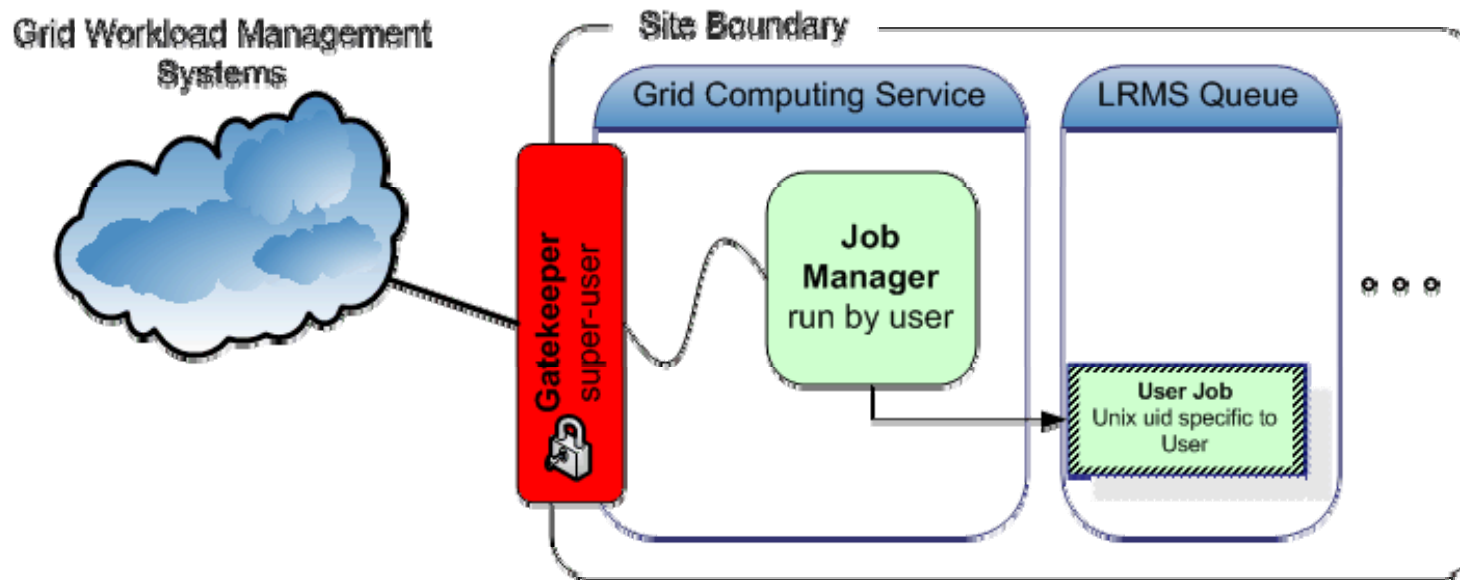 Grid Workload Management
Systems
Site Boundary
Grid Computing Service
LRMS Queue
Gatekeeper
super-user
Job
Manager
run by user
User Job
Unix uid specific to
User